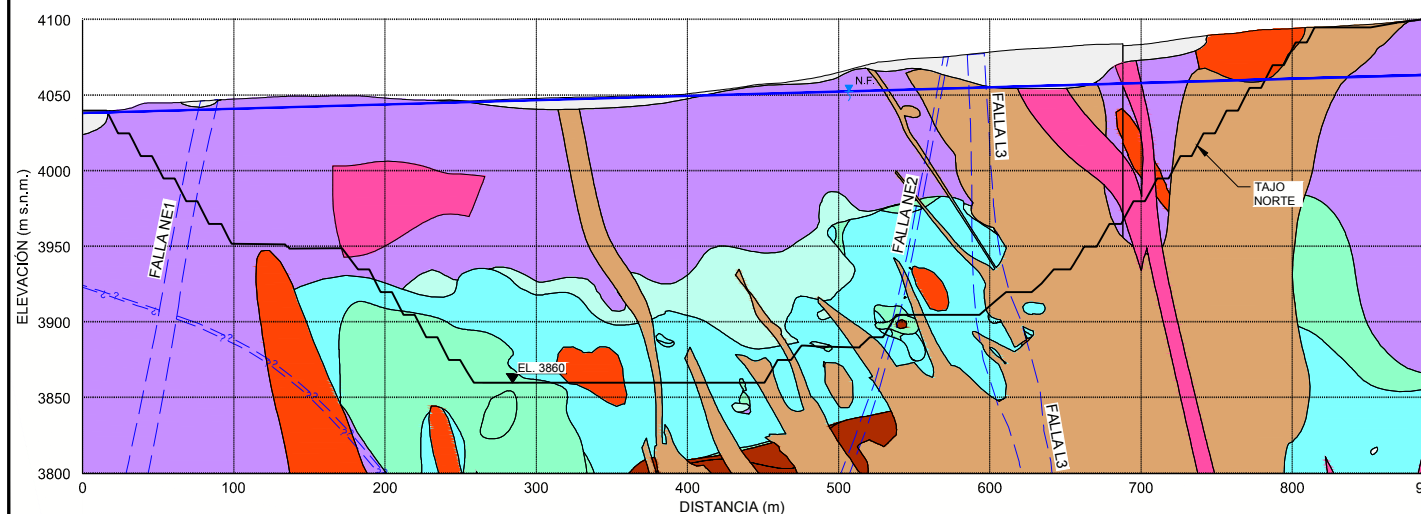 4100
4050
4000
3950
3900
3850
3800
ELEVACIÓN (m s.n.m.)
N.F.
FALLA L3
FALLA NE1
FALLA NE2
TAJO
NORTE
? ?
EL. 3860
? ?
FALLA L3
0
100
200
300
400
500
600
700
800
DISTANCIA (m)